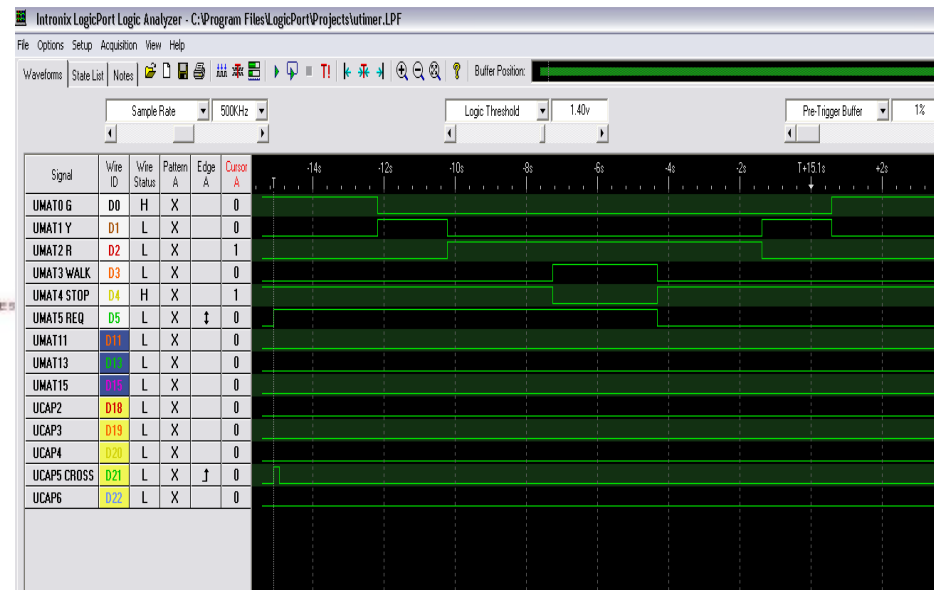 Intronix LogicPort Logic Analyzer - C:\Program Files\LogicPort\Projects\utimer.LPF
File Options Setup Acquisition View Help
Waveforms State List Notes T! ? Buffer Position:
Sample Rate 500KHz Logic Threshold 1.40v Pre-Trigger Buffer 1%
Signal Wire ID Wire Status Pattern A Edge A Cursor A T -14s -12s -10s -8s -6s -4s -2s T+15.1s +2s
UMAT0 G D0 H X 0
UMAT1 Y D1 L X 0
UMAT2 R D2 L X 1
UMAT3 WALK D3 L X 0
UMAT4 STOP D4 H X 1
UMAT5 REQ D5 L X ↕ 0
UMAT11 D11 L X 0
UMAT13 D13 L X 0
UMAT15 D15 L X 0
UCAP2 D18 L X 0
UCAP3 D19 L X 0
UCAP4 D20 L X 0
UCAP5 CROSS D21 L X 0
UCAP6 D22 L X 0